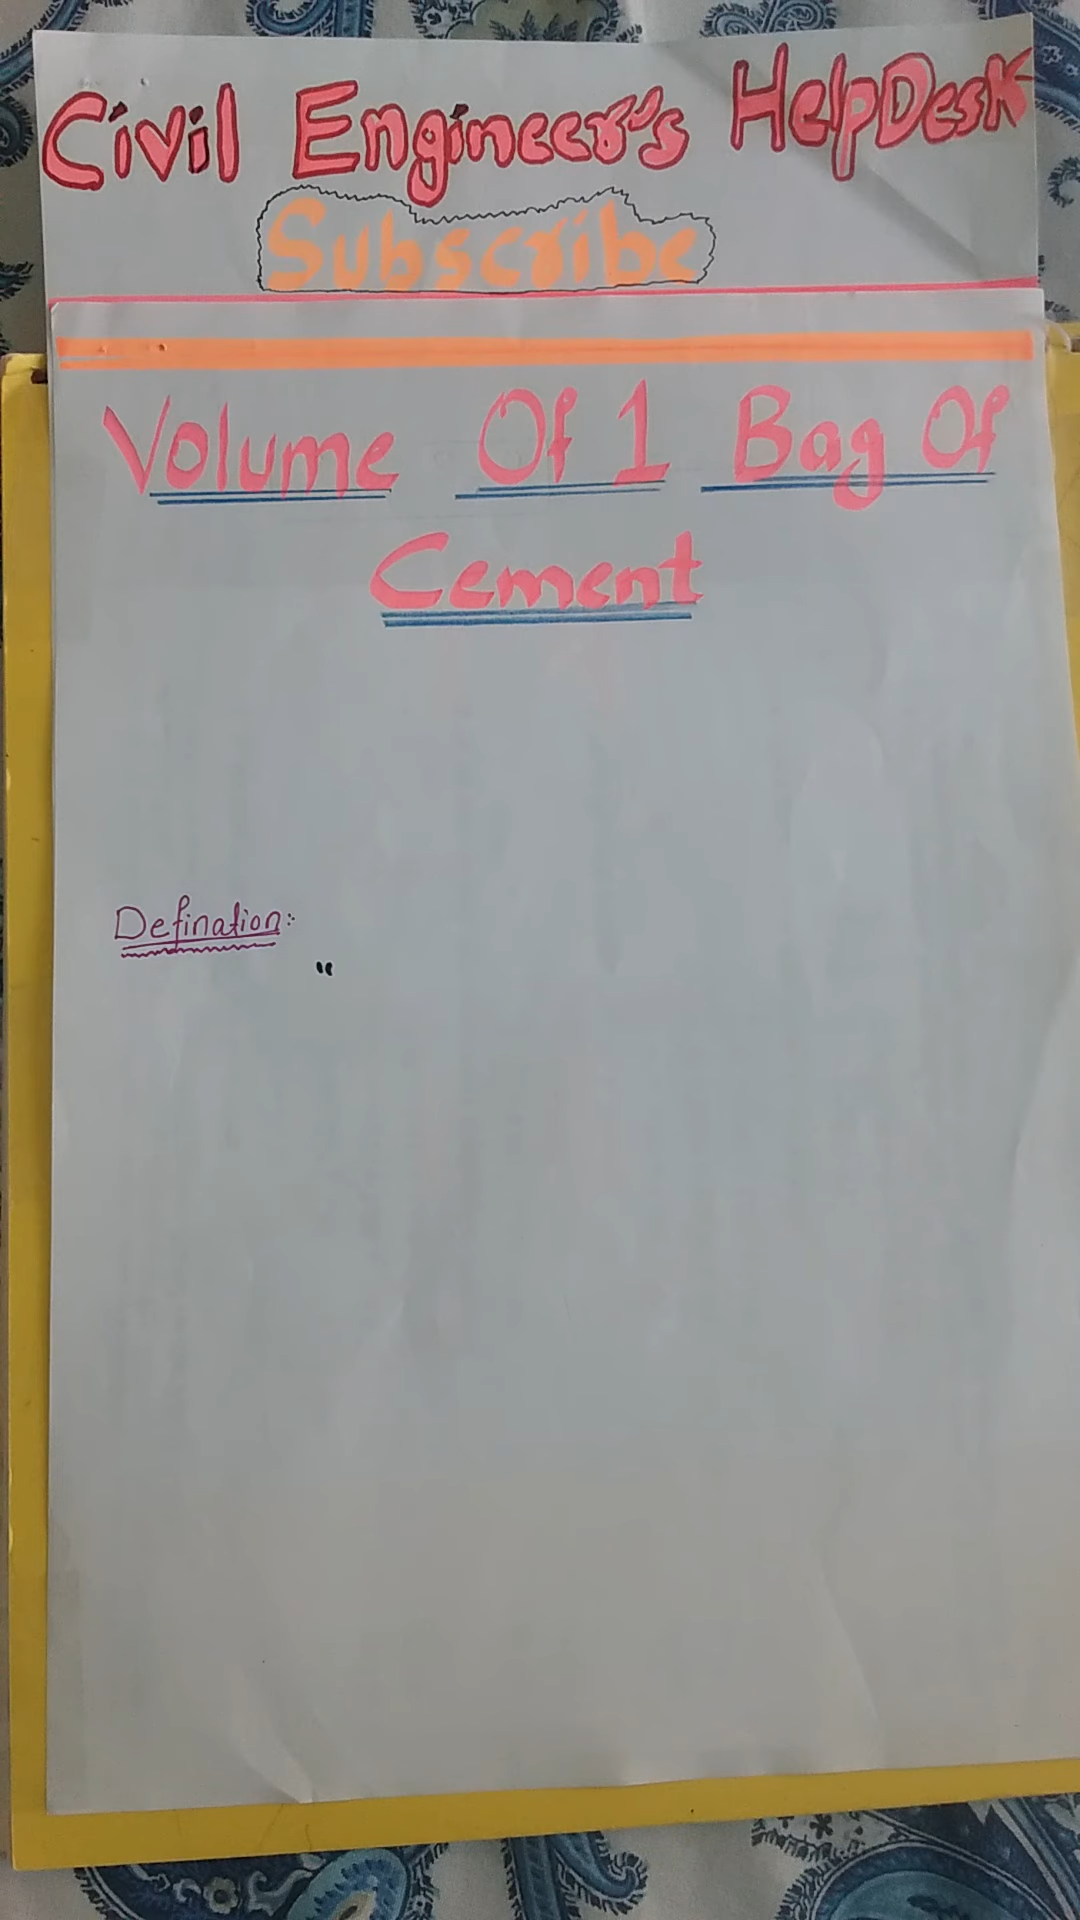 Civil Engineer's HelpDesk
Subscribe
Volume Of 1 Bag Of
Cement
Defination:
"